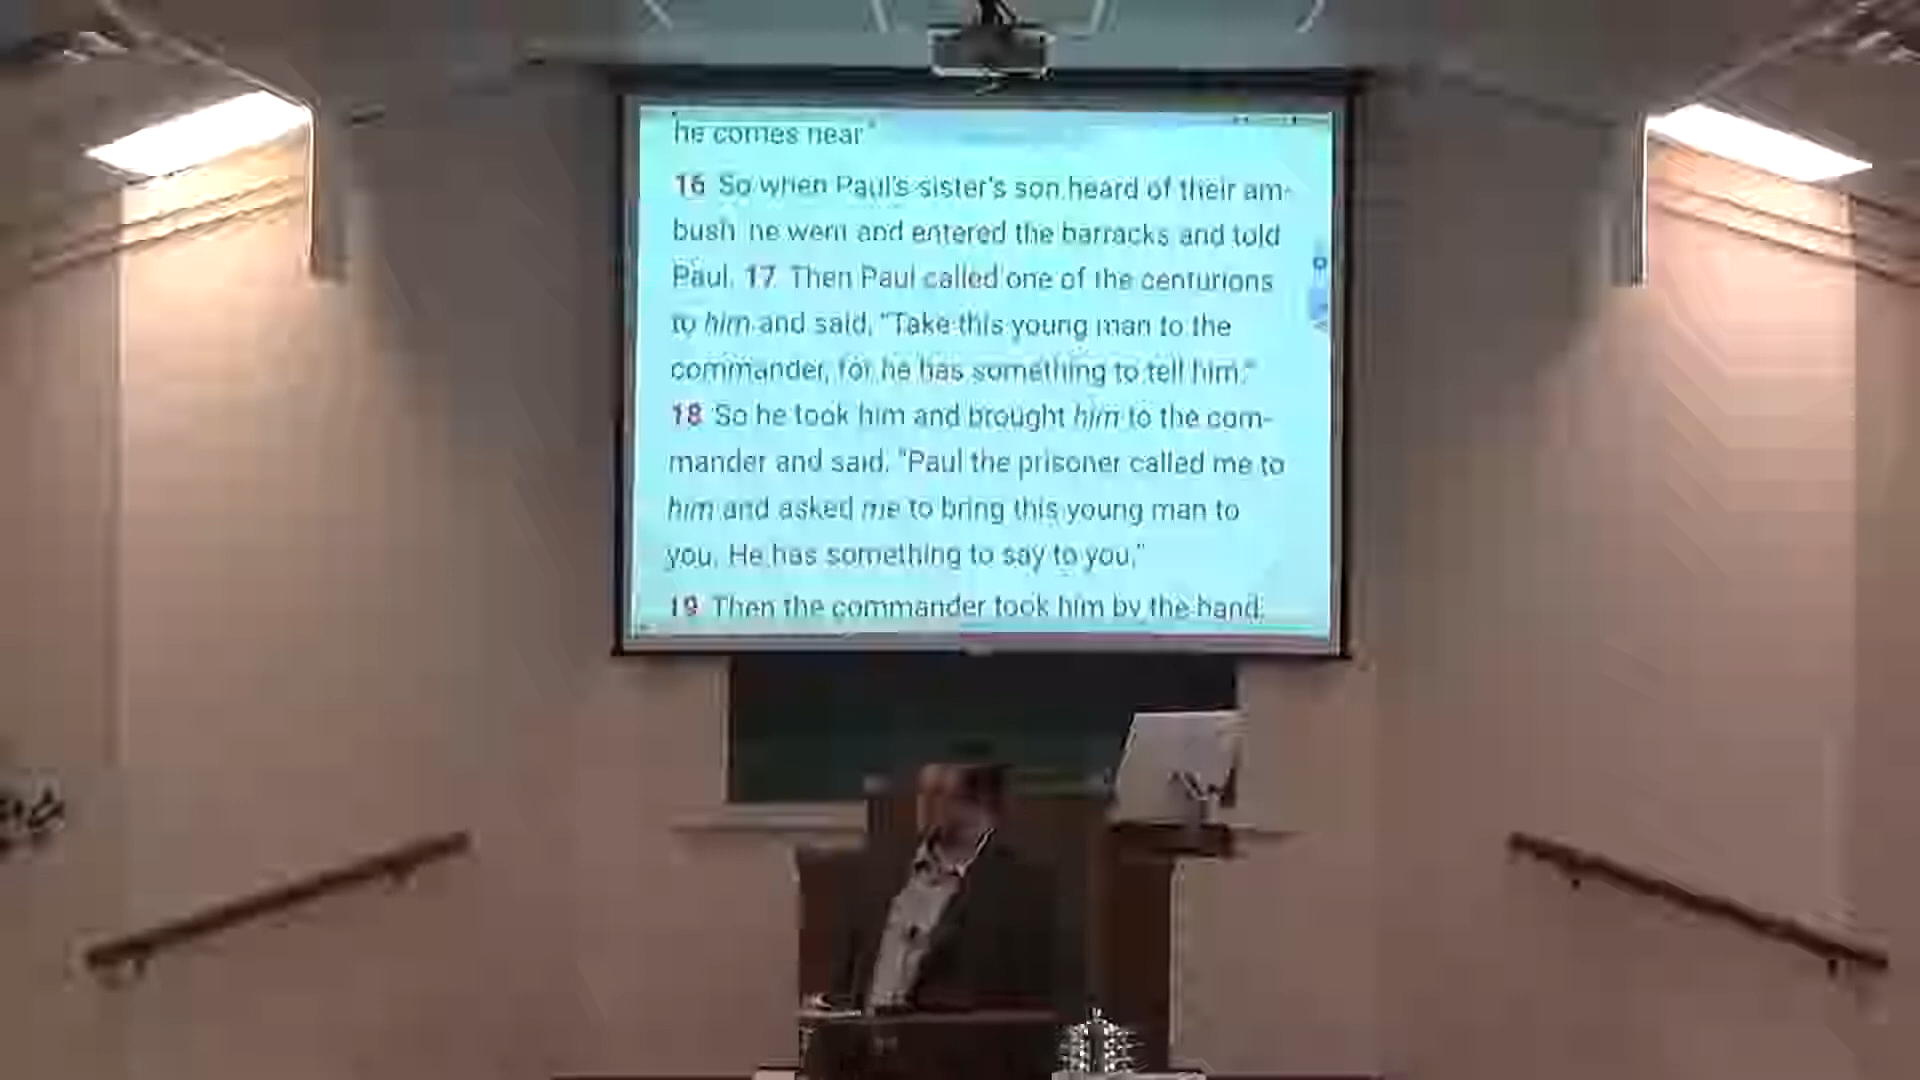 he comes near."
16 So when Paul's sister's son heard of their am-
bush, he went and entered the barracks and told
Paul. 17 Then Paul called one of the centurions
to him and said, "Take this young man to the
commander, for he has something to tell him."
18 So he took him and brought him to the com-
mander and said, "Paul the prisoner called me to
him and asked me to bring this young man to
you. He has something to say to you."
19 Then the commander took him by the hand,